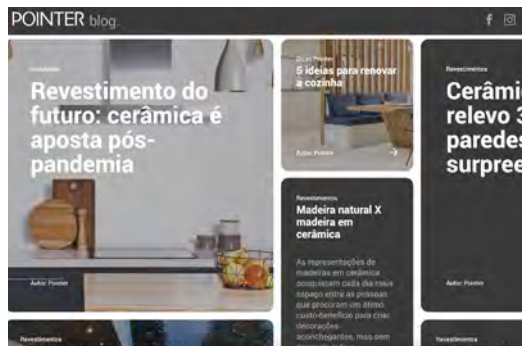 POINTER blog.
Revestimento do
futuro: cerâmica é
aposta pós-
pandemia
Autor: Pointer
5 ideias para renovar
a cozinha
Autor: Pointer
Revestimentos
Madeira natural X
madeira em
cerâmica
As representações de
madeiras em cerâmica
conquistam cada dia mais
espaço entre as pessoas
que procuram um ótimo
custo-benefício para criar
decorações
aconchegantes, mas sem
Revestimentos
Cerâmi
relevo 3
paredes
surpree
Autor: Pointer
Revestimentos
Revestimentos